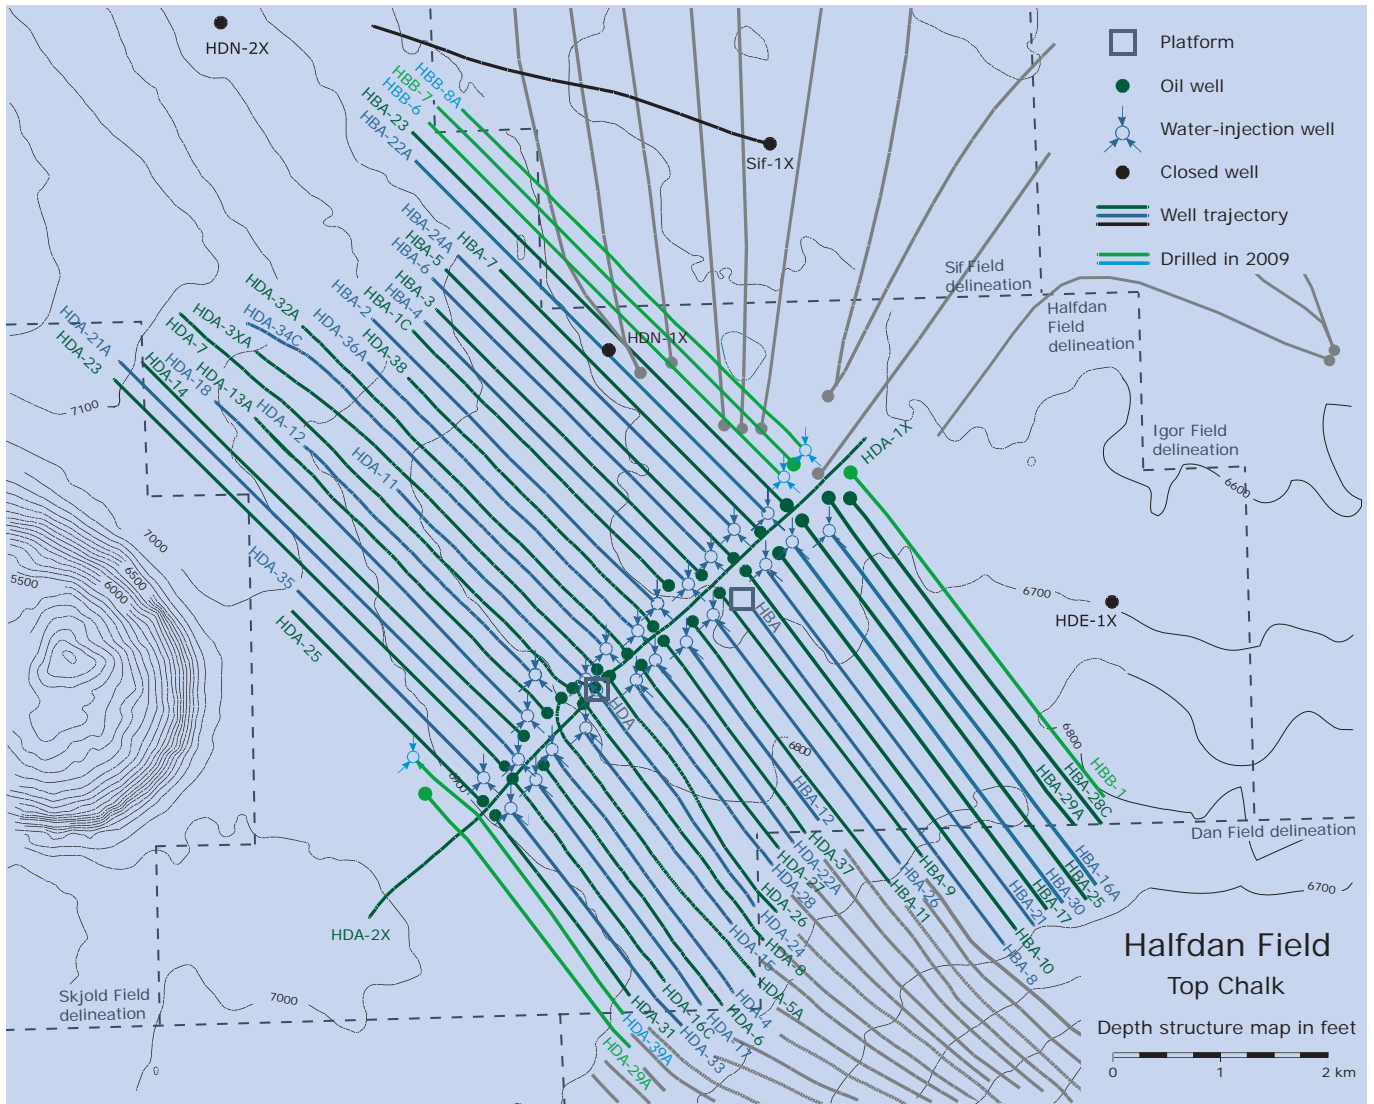 HDN-2X
HBB-8A
HBB-7
HBB-6
HBA-23
HBA-22A
Sif-1X
Platform
Oil well
Water-injection well
Closed well
Well trajectory
Drilled in 2009
HBA-24A
HBA-7
HBA-5
HBA-6
HBA-3
HBA-4
HBA-1C
HBA-2
HDA-38
HDA-36A
HDA-32A
HDA-34C
HDA-3XA
HDA-7
HDA-21A
HDA-23
HDA-14
HDA-18
HDA-13A
HDA-12
HDA-11
HDN-1X
Sif Field
delineation
Halfdan
Field
delineation
Igor Field
delineation
7100
HDA-1X
6600
7000
6500
6000
5500
HDA-35
HDA-25
6700
HDE-1X
HBA
HDA
6800
6800
6900
HBB-1
HBA-28C
HBA-29A
HBA-12
Dan Field delineation
HDA-37
HDA-22A
HDA-27
HDA-28
HDA-26
HDA-24
HDA-8
HDA-15
HBA-9
HBA-26
HBA-11
HBA-16A
HBA-25
HBA-30
HBA-17
HBA-21
HBA-10
HBA-8
6700
HDA-2X
HDA-5A
HDA-4
HDA-6
HDA-17
HDA-16C
HDA-33
HDA-31
HDA-39A
HDA-29A
Skjold Field
delineation
7000
Halfdan Field
Top Chalk
Depth structure map in feet
0 1 2 km